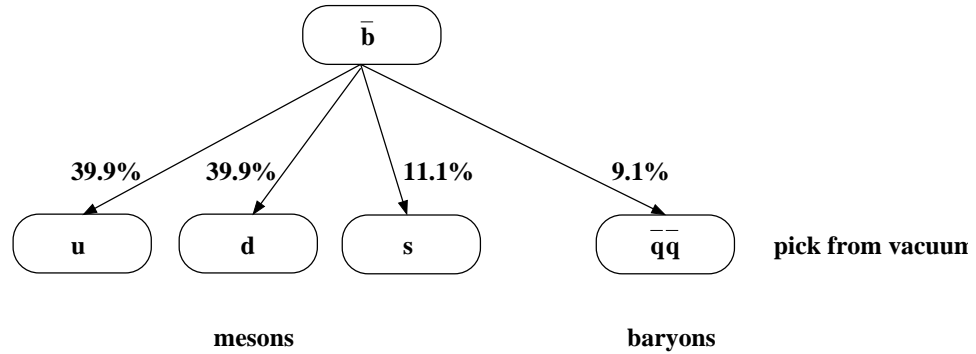 b̄
39.9% 39.9% 11.1% 9.1%
u d s q̄q̄ pick from vacuum
mesons baryons